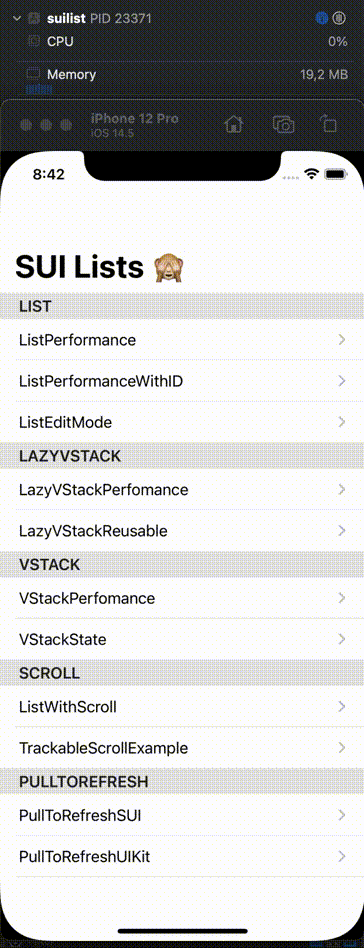 suilist PID 23371
CPU 0%
Memory 19,2 MB
iPhone 12 Pro
iOS 14.5
8:42
SUI Lists 🙈
LIST
ListPerformance
ListPerformanceWithID
ListEditMode
LAZYVSTACK
LazyVStackPerfomance
LazyVStackReusable
VSTACK
VStackPerfomance
VStackState
SCROLL
ListWithScroll
TrackableScrollExample
PULLTOREFRESH
PullToRefreshSUI
PullToRefreshUIKit